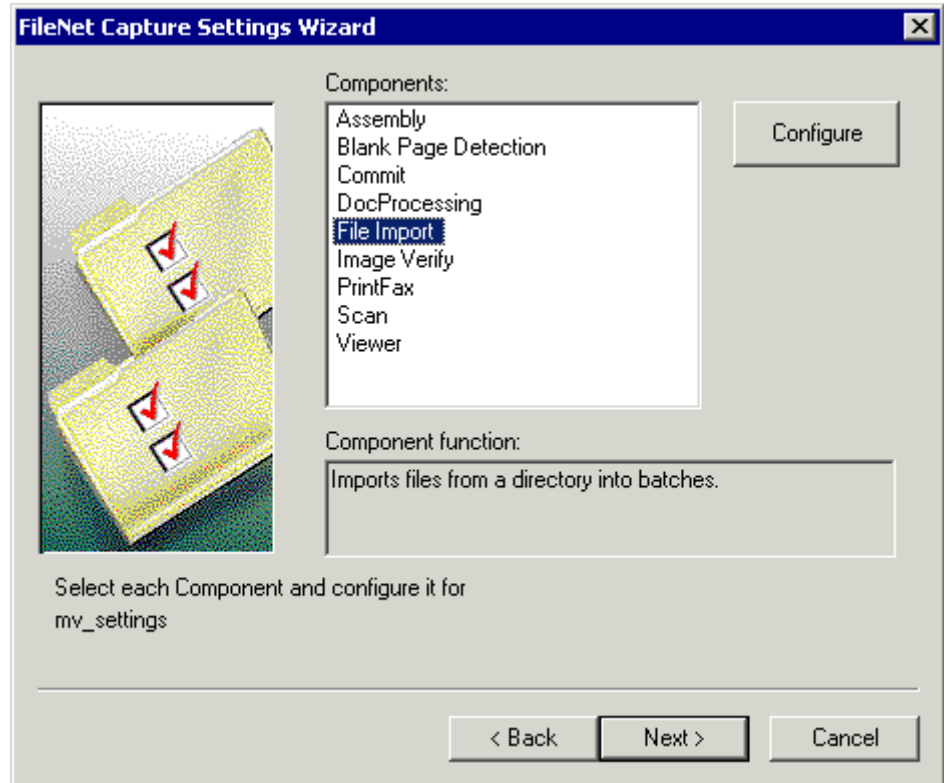 FileNet Capture Settings Wizard
Components:
Assembly
Blank Page Detection
Commit
DocProcessing
File Import
Image Verify
PrintFax
Scan
Viewer
Configure
Component function:
Imports files from a directory into batches.
Select each Component and configure it for
mv_settings
< Back
Next >
Cancel